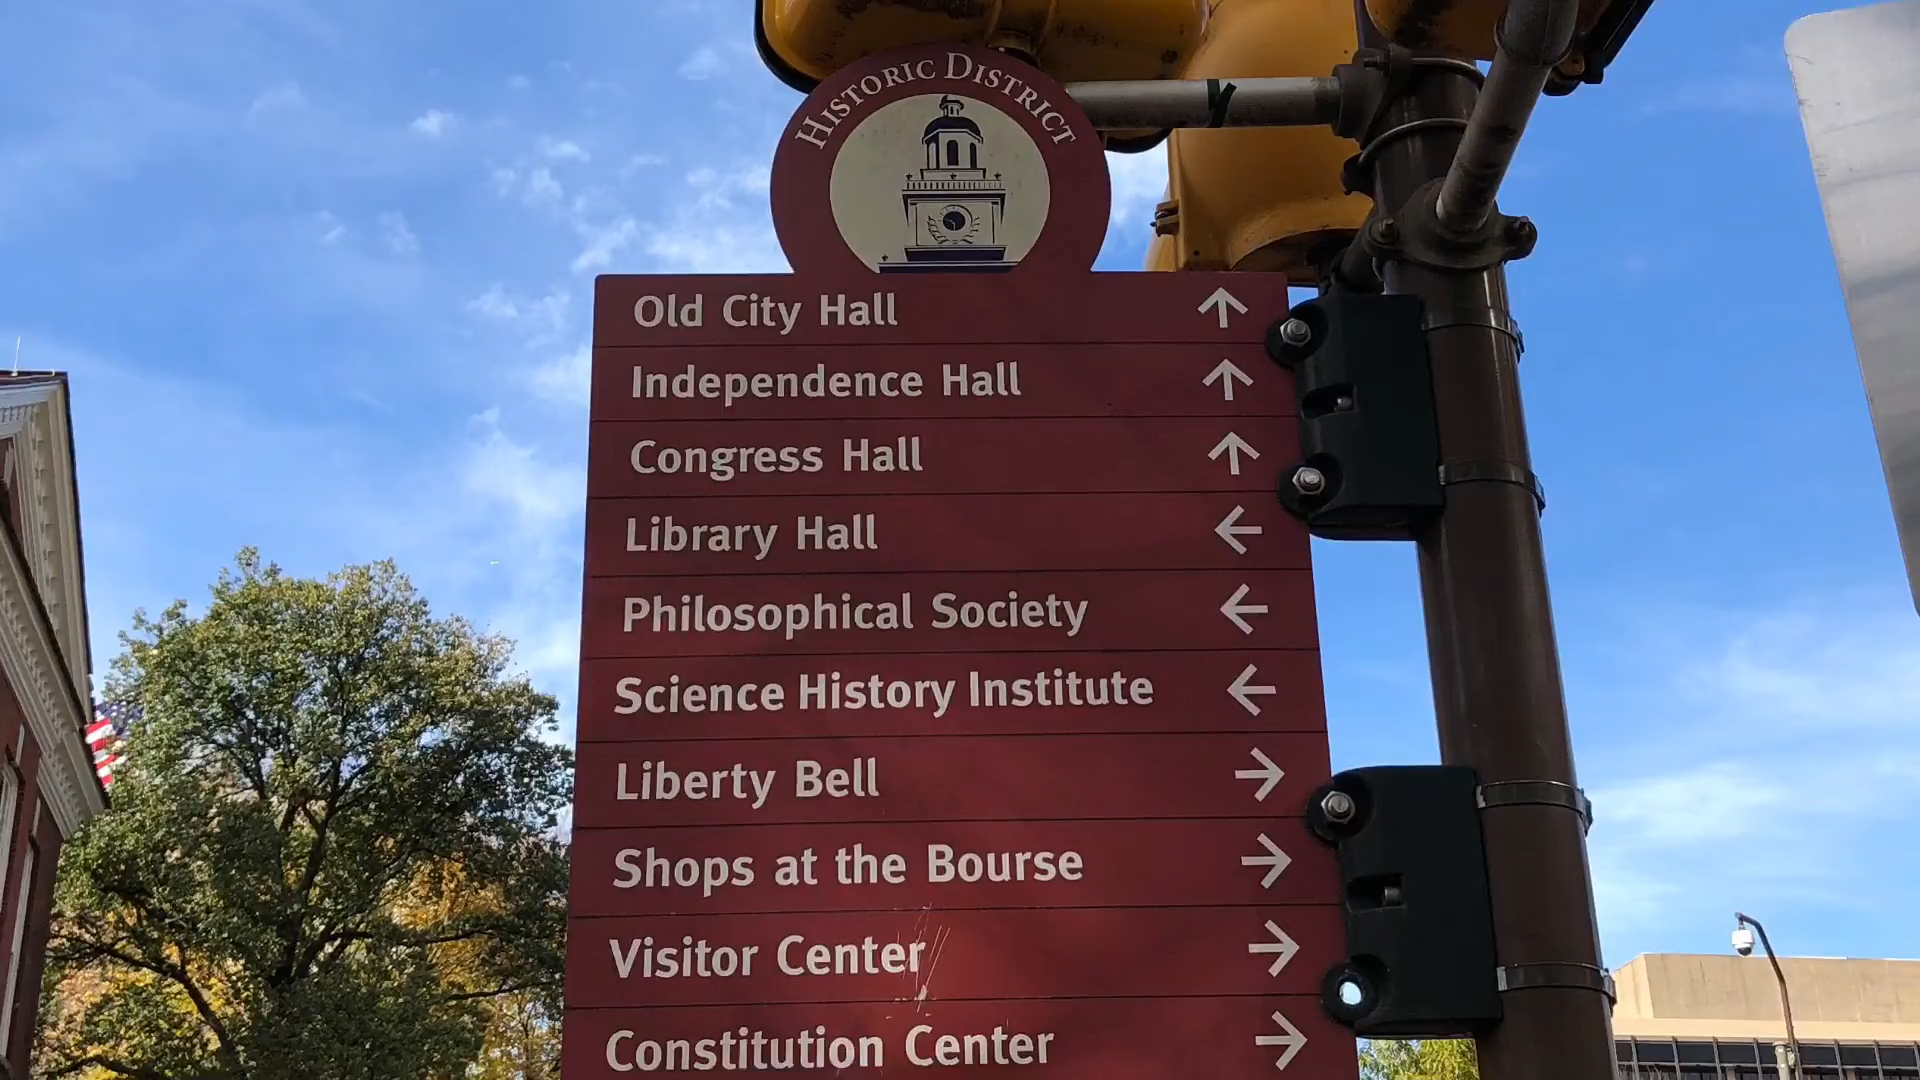 HISTORIC DISTRICT
Old City Hall ↑
Independence Hall ↑
Congress Hall ↑
Library Hall ←
Philosophical Society ←
Science History Institute ←
Liberty Bell →
Shops at the Bourse →
Visitor Center →
Constitution Center →